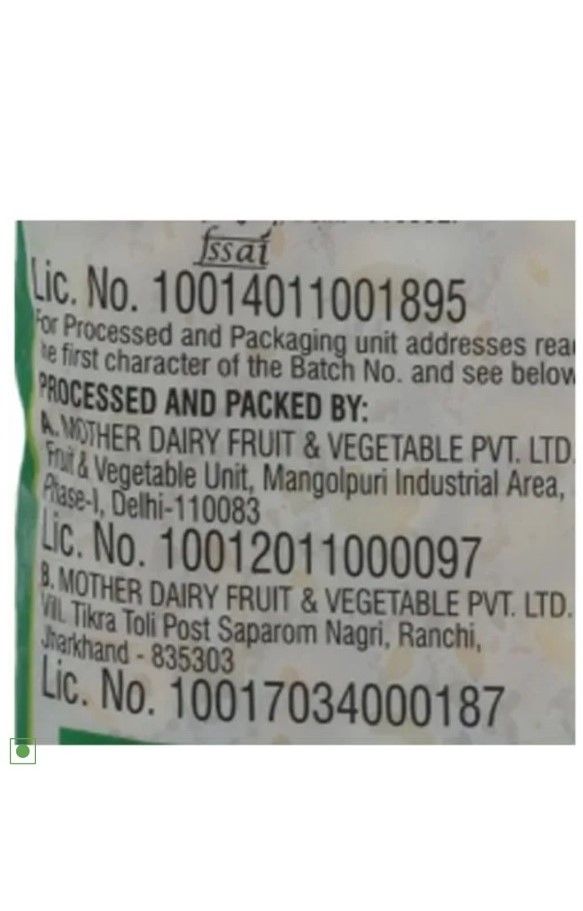 fssai
Lic. No. 10014011001895
For Processed and Packaging unit addresses
first character of the Batch No. and see below
PROCESSED AND PACKED BY:
A. MOTHER DAIRY FRUIT & VEGETABLE PVT. LTD.
Fruit & Vegetable Unit, Mangolpuri Industrial Area,
Phase-I, Delhi-110083
Lic. No. 10012011000097
B. MOTHER DAIRY FRUIT & VEGETABLE PVT. LTD.
Vill. Tikra Toli Post Saparom Nagri, Ranchi,
Jharkhand - 835303
Lic. No. 10017034000187